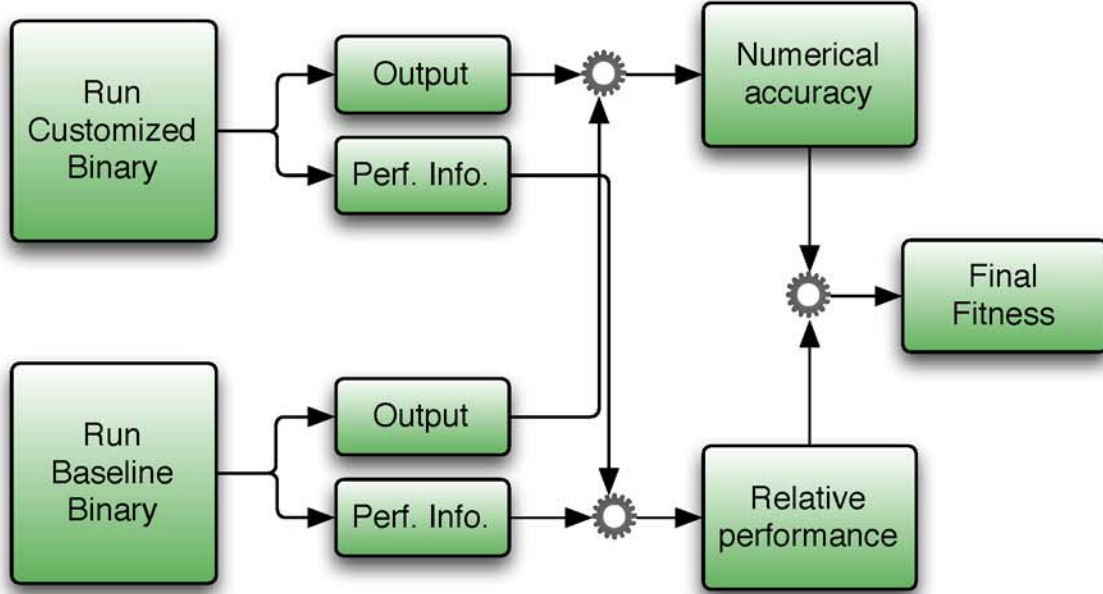 Run
Customized
Binary
Output
Perf. Info.
Numerical
accuracy
Final
Fitness
Run
Baseline
Binary
Output
Perf. Info.
Relative
performance